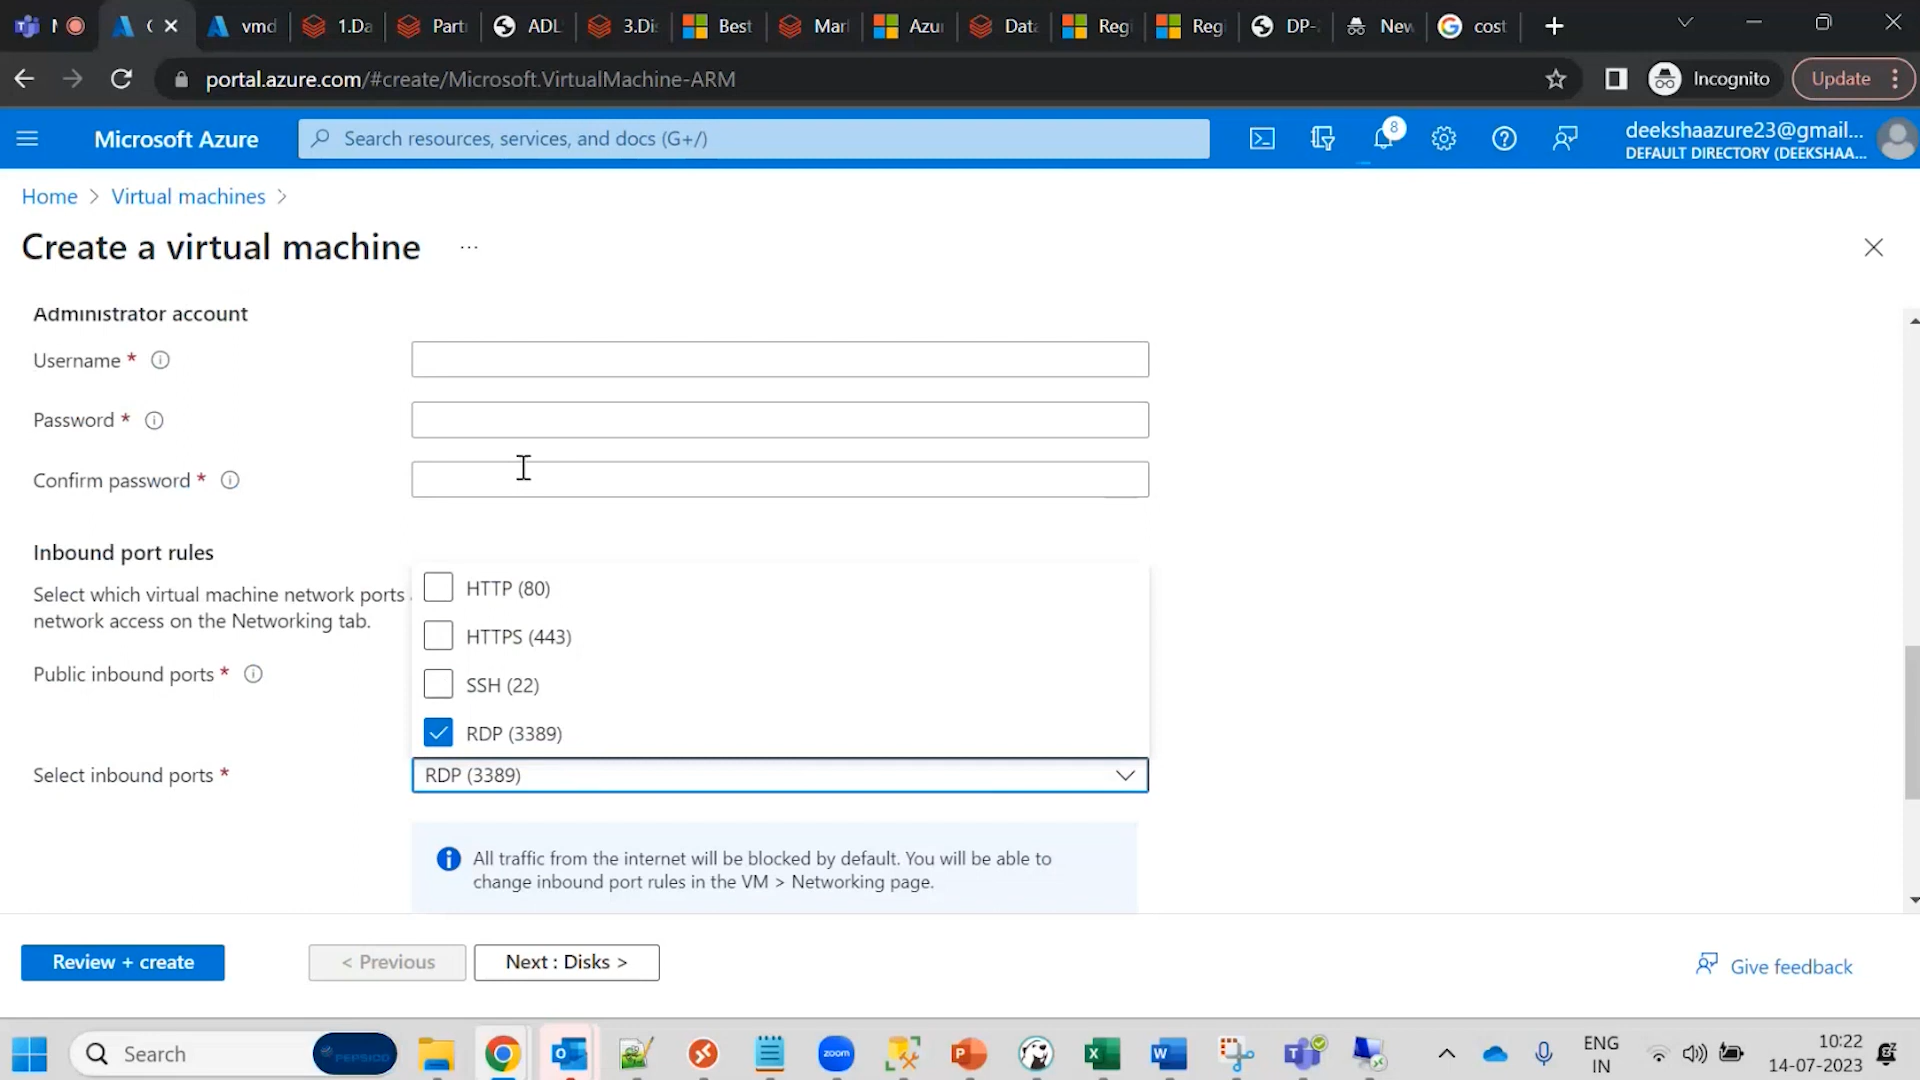 vmd
1.Da
Part
ADL
3.Di
Best
Mar
Azu
Data
Reg
Reg
DP-
New
cost
portal.azure.com/#create/Microsoft.VirtualMachine-ARM
Incognito
Update
Microsoft Azure
Search resources, services, and docs (G+/)
8
deekshaazure23@gmail...
DEFAULT DIRECTORY (DEEKSHAA...
Home > Virtual machines >
Create a virtual machine ...
Administrator account
Username *
Password *
Confirm password *
Inbound port rules
Select which virtual machine network ports
network access on the Networking tab.
Public inbound ports *
HTTP (80)
HTTPS (443)
SSH (22)
RDP (3389)
Select inbound ports *
RDP (3389)
All traffic from the internet will be blocked by default. You will be able to
change inbound port rules in the VM > Networking page.
Review + create
< Previous
Next : Disks >
Give feedback
Search
PEPSICO
zoom
ENG
IN
10:22
14-07-2023